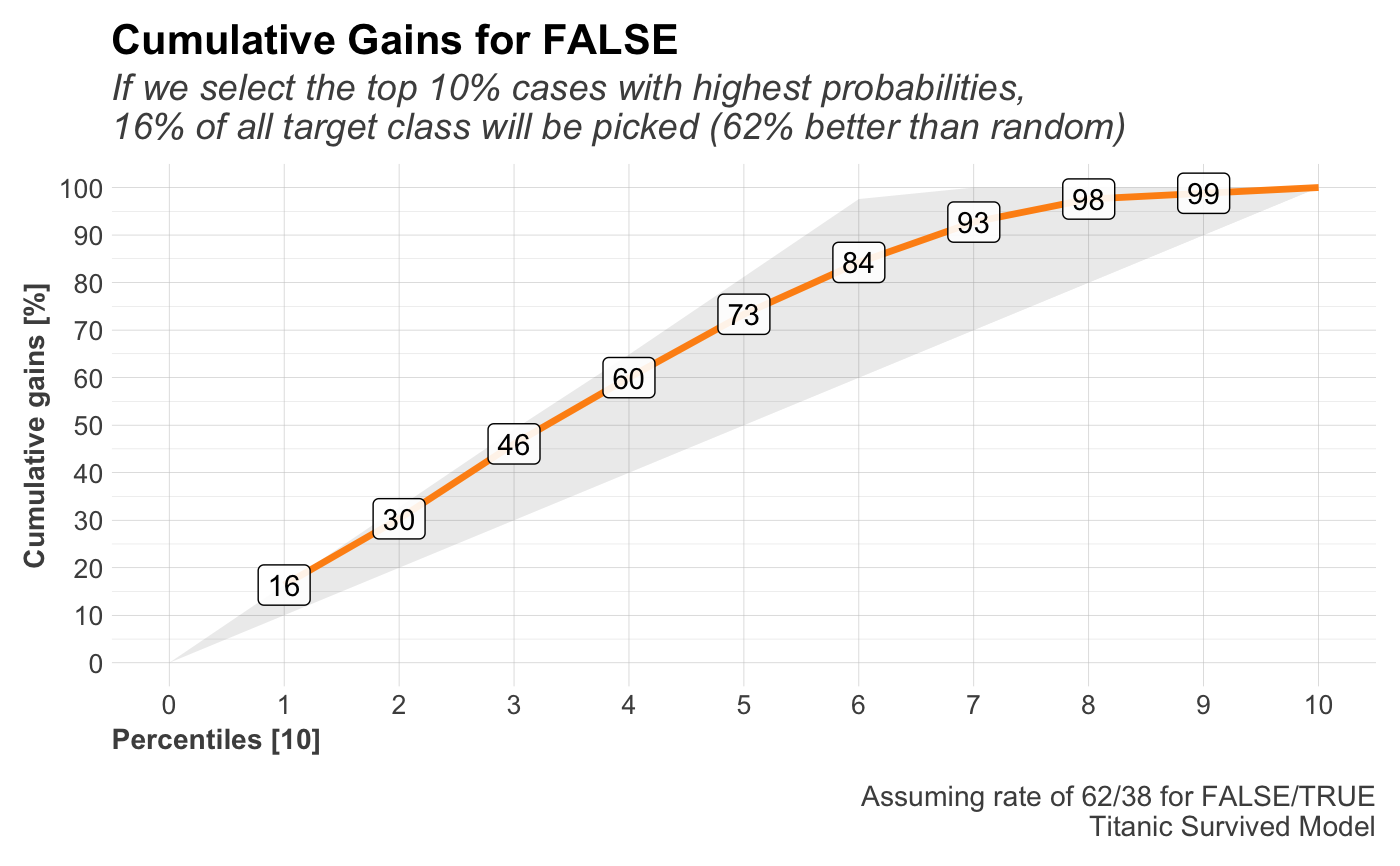 Cumulative Gains for FALSE
If we select the top 10% cases with highest probabilities,
16% of all target class will be picked (62% better than random)
Cumulative gains [%]
100
90
80
70
60
50
40
30
20
10
0
16
30
46
60
73
84
93
98
99
0 1 2 3 4 5 6 7 8 9 10
Percentiles [10]
Assuming rate of 62/38 for FALSE/TRUE
Titanic Survived Model